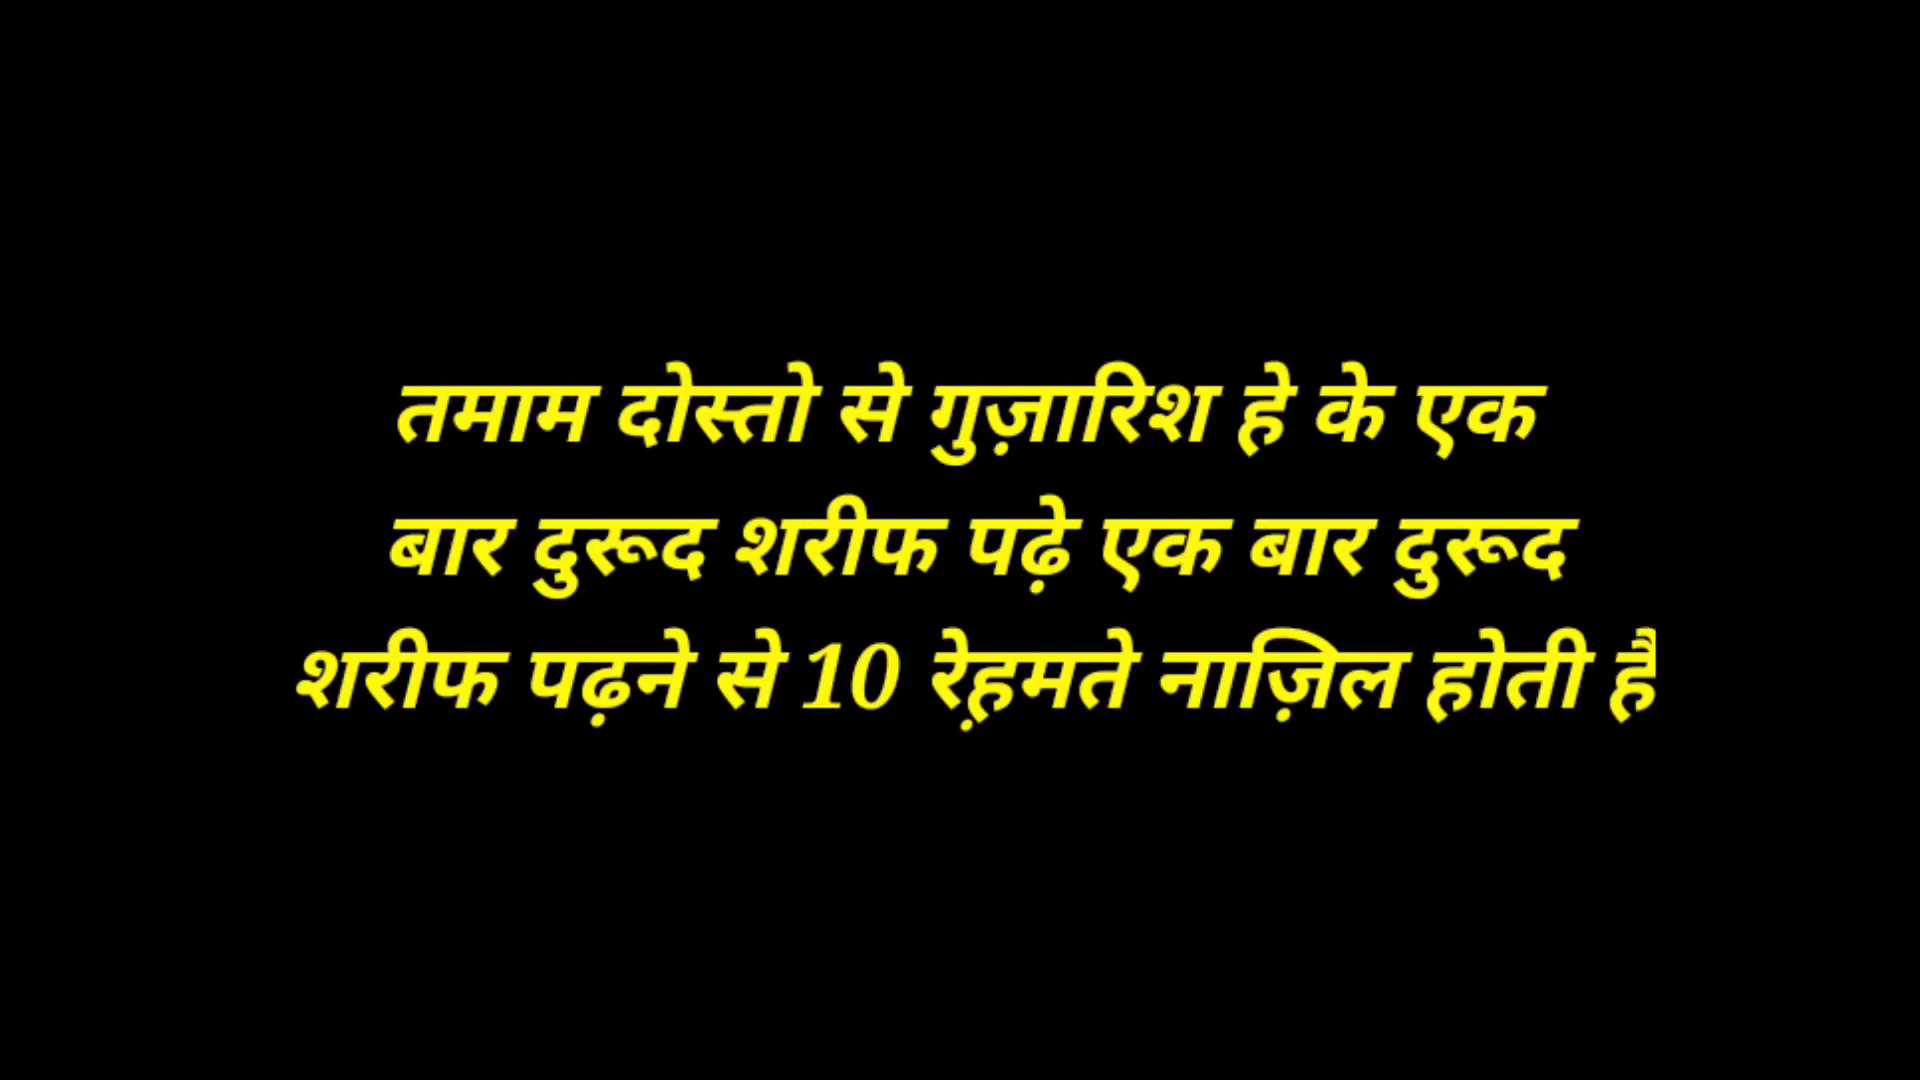 तमाम दोस्तो से गुज़ारिश हे के एक
बार दुरूद शरीफ पढ़े एक बार दुरूद
शरीफ पढ़ने से 10 रेह़मते नाज़िल होती है